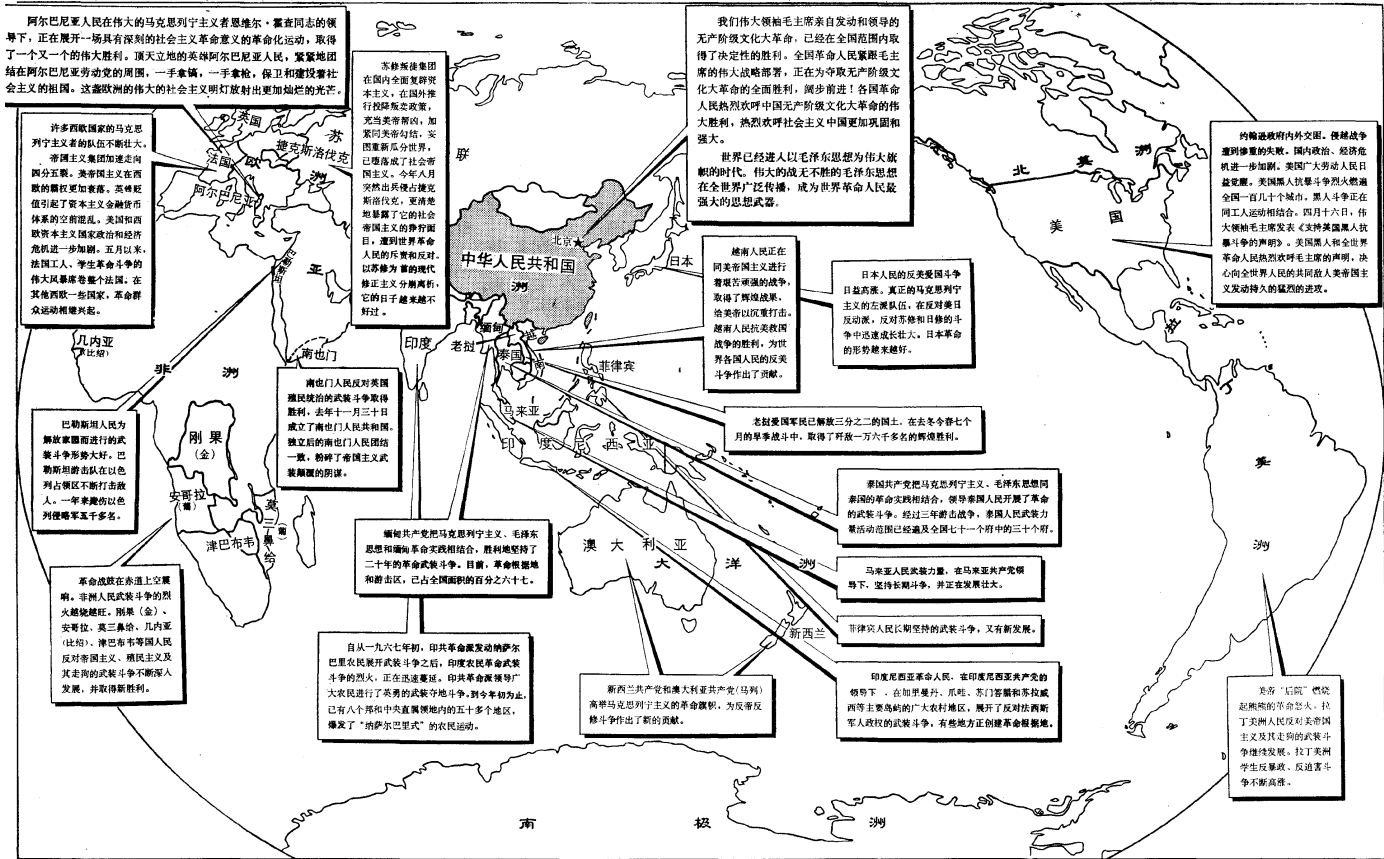 阿尔巴尼亚人民在伟大的马克思列宁主义者恩维尔·霍查同志的领
导下，正在展开一场具有深刻的社会主义革命意义的革命化运动，取得
了一个又一个的伟大胜利。顶天立地的英雄阿尔巴尼亚人民，紧紧地团
结在阿尔巴尼亚劳动党的周围，一手拿镐，一手拿枪，保卫和建设着社
会主义的祖国。这盏欧洲的伟大的社会主义明灯放射出更加灿烂的光芒。
许多西欧国家的马克思
列宁主义者的队伍不断壮大。
帝国主义集团加速走向
四分五裂。美帝国主义在西
欧的霸权更加衰落。英镑贬
值引起了资本主义金融货币
体系的空前混乱。美国和西
欧资本主义国家政治和经济
危机进一步加剧。五月以来，
法国工人、学生革命斗争的
伟大风暴席卷整个法国。在
其他西欧一些国家，革命群
众运动相继兴起。
苏修叛徒集团
在国内全面复辟资
本主义，在国外推
行投降叛卖政策，
充当美帝帮凶，加
紧同美帝勾结，妄
图重新瓜分世界，
已堕落成了社会帝
国主义。今年八月
突然出兵侵占捷克
斯洛伐克，更清楚
地暴露了它的社会
帝国主义的狰狞面
目，遭到世界革命
人民的斥责和反对。
以苏修为 前的现代
修正主义分崩离析，
它的日子越来越不
好过。
我们伟大领袖毛主席亲自发动和领导的
无产阶级文化大革命，已经在全国范围内取
得了决定性的胜利。全国革命人民紧跟毛主
席的伟大战略部署，正在为夺取无产阶级文
化大革命的全面胜利，阔步前进！各国革命
人民热烈欢呼中国无产阶级文化大革命的伟
大胜利，热烈欢呼社会主义中国更加巩固和
强大。
世界已经进入以毛泽东思想为伟大旗
帜的时代。伟大的战无不胜的毛泽东思想
在全世界广泛传播，成为世界革命人民最
强大的思想武器。
约翰逊政府内外交困。侵越战争
遭到惨重的失败。国内政治、经济危
机进一步加剧。美国广大劳动人民日
益觉醒。美国黑人抗暴斗争烈火燃遍
全国一百几十个城市，黑人斗争正在
同工人运动相结合。四月十六日，伟
大领袖毛主席发表《支持美国黑人抗
暴斗争的声明》。美国黑人和全世界
革命人民热烈欢呼毛主席的声明，决
心向全世界人民的共同敌人美帝国主
义发动持久的猛烈的进攻。
越南人民正在
同美帝国主义进行
着艰苦顽强的战争，
取得了辉煌战果，
给美帝以沉重打击。
越南人民抗美救国
战争的胜利，为世
界各国人民的反美
斗争作出了贡献。
日本人民的反美爱国斗争
日益高涨。真正的马克思列宁
主义的左派队伍，在反对美日
反动派，反对苏修和日修的斗
争中迅速成长壮大。日本革命
的形势越来越好。
南也门人民反对英国
殖民统治的武装斗争取得
胜利，去年十一月三十日
成立了南也门人民共和国。
独立后的南也门人民团结
一致，粉碎了帝国主义武
装颠覆的阴谋。
巴勒斯坦人民为
解放家园而进行的武
装斗争形势大好。巴
勒斯坦游击队在以色
列占领区不断打击敌
人。一年来毙伤以色
列侵略军五千多名。
老挝爱国军民已解放三分之二的国土。在去冬今春七个
月的旱季战斗中，取得了歼敌一万六千多名的辉煌胜利。
泰国共产党把马克思列宁主义、毛泽东思想同
泰国的革命实践相结合，领导泰国人民开展了革命
的武装斗争。经过三年游击战争，泰国人民武装力
量活动范围已经遍及全国七十一个府中的三十个府。
缅甸共产党把马克思列宁主义、毛泽东
思想和缅甸革命实践相结合，胜利地坚持了
二十年的革命武装斗争。目前，革命根据地
和游击区，已占全国面积的百分之六十七。
马来亚人民武装力量，在马来亚共产党领
导下，坚持长期斗争，并正在发展壮大。
菲律宾人民长期坚持的武装斗争，又有新发展。
革命战鼓在赤道上空震
响。非洲人民武装斗争的烈
火越烧越旺。刚果（金）、
安哥拉、莫三鼻给、几内亚
（比绍）、津巴布韦等国人民
反对帝国主义、殖民主义及
其走狗的武装斗争不断深入
发展，并取得新胜利。
自从一九六七年初，印共革命派发动纳萨尔
巴里农民展开武装斗争之后，印度农民革命武装
斗争的烈火，正在迅速蔓延。印共革命派领导广
大农民进行了英勇的武装夺地斗争。到今年初为止，
已有八个邦和中央直属领地内的五十多个地区，
爆发了“纳萨尔巴里式”的农民运动。
新西兰共产党和澳大利亚共产党（马列）
高举马克思列宁主义的革命旗帜，为反帝反
修斗争作出了新的贡献。
印度尼西亚革命人民，在印度尼西亚共产党的
领导下，在加里曼丹、爪哇、苏门答腊和苏拉威
西等主要岛屿的广大农村地区，展开了反对法西斯
军人政权的武装斗争，有些地方正创建革命根据地。
美帝“后院”燃烧
起熊熊的革命怒火。拉
丁美洲人民反对美帝国
主义及其走狗的武装斗
争继续发展。拉丁美洲
学生反暴政、反迫害斗
争不断高涨。
英国
苏
联
捷克斯洛伐克
法国
欧
洲
阿尔巴尼亚
巴勒斯坦
亚
洲
北京
中华人民共和国
日本
北 美 洲
美 国
几内亚
（比绍）
非 洲
南也门
印度
缅甸
老挝
越
南
泰国
菲律宾
马来亚
印 度 尼 西 亚
拉
丁
美
洲
刚果
（金）
安哥拉
（葡）
莫三鼻给
（葡）
津巴布韦
澳大利亚
大 洋 洲
新西兰
南 极 洲